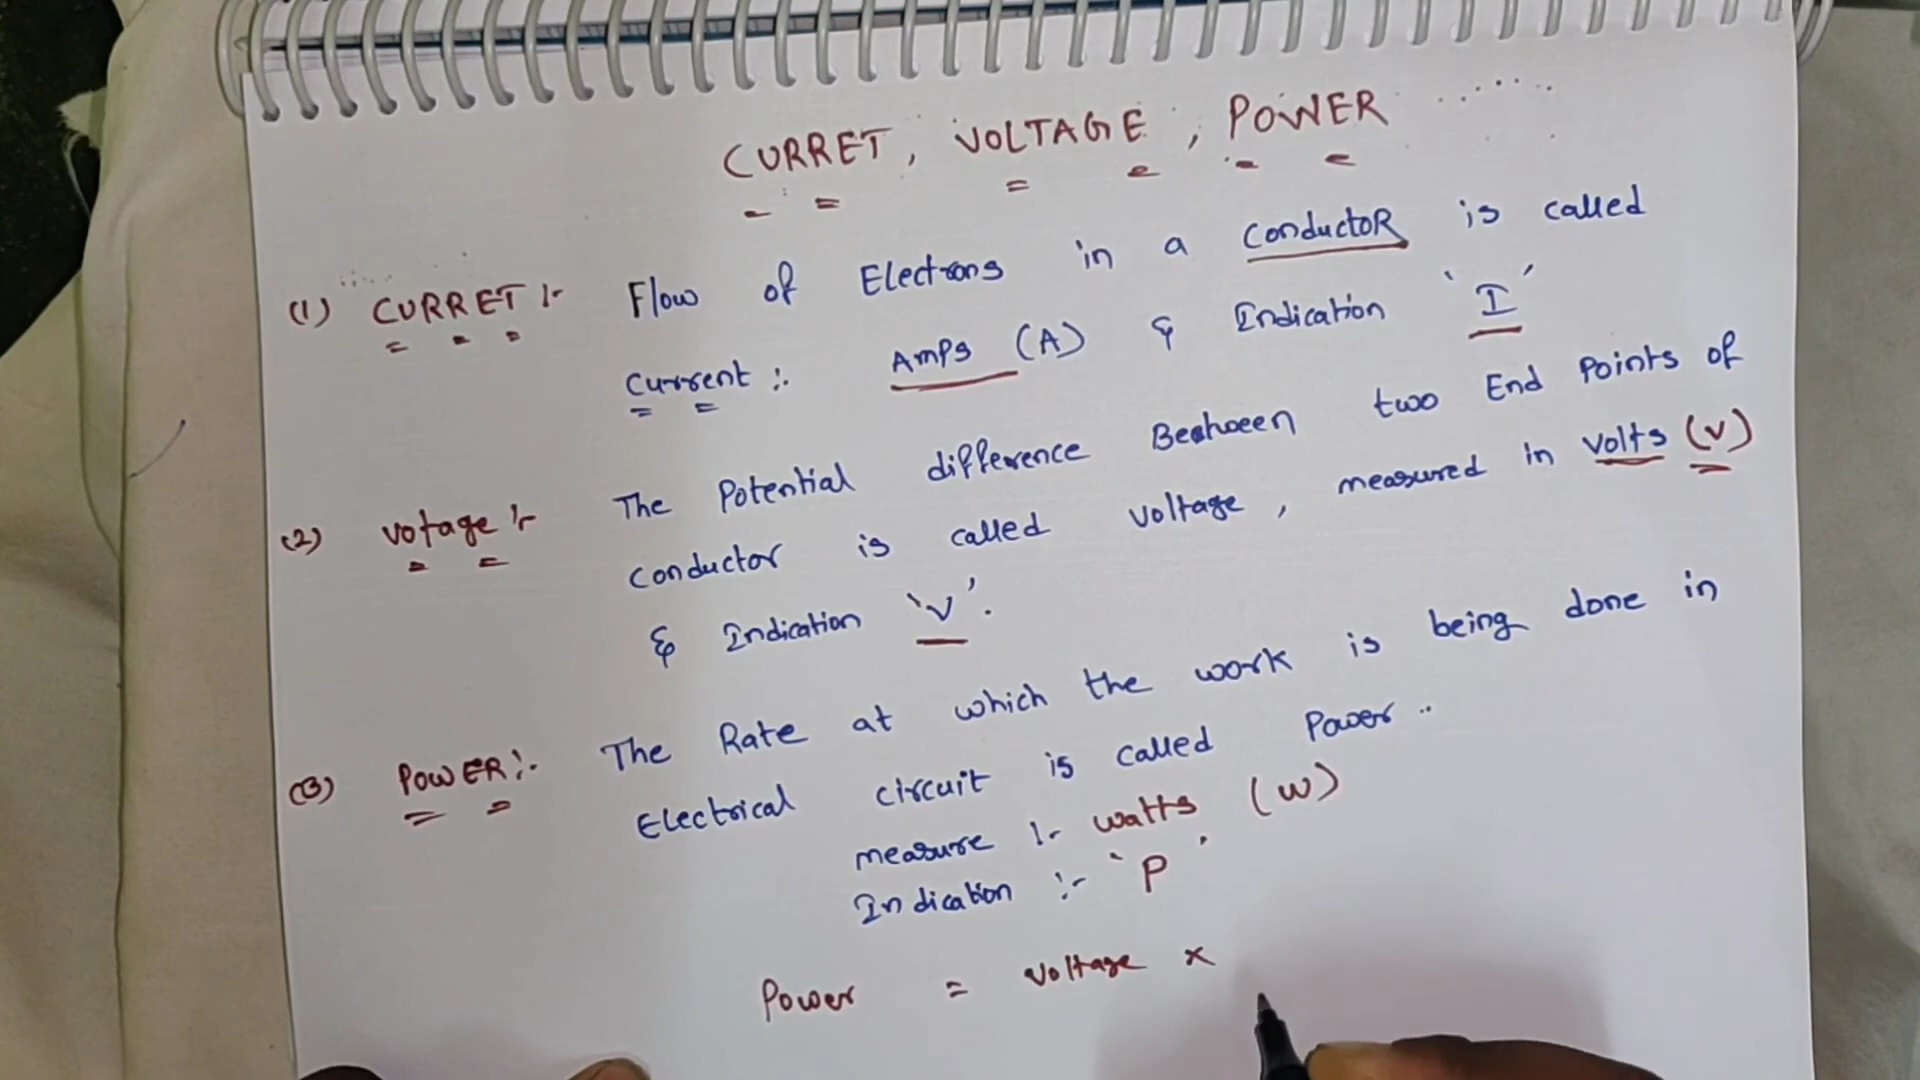 CURRET, VOLTAGE, POWER
(1) CURRET :- Flow of Electrons in a ConductoR is called
Current :. Amps (A) & Indication 'I'
(2) votage :- The Potential difference Between two End Points of
Conductor is called voltage, measured in Volts (V)
& Indication 'V'.
(3) POWER :- The Rate at which the work is being done in
Electrical circuit is called Power..
measure :- watts (W)
Indication :- 'P'
Power = Voltage x